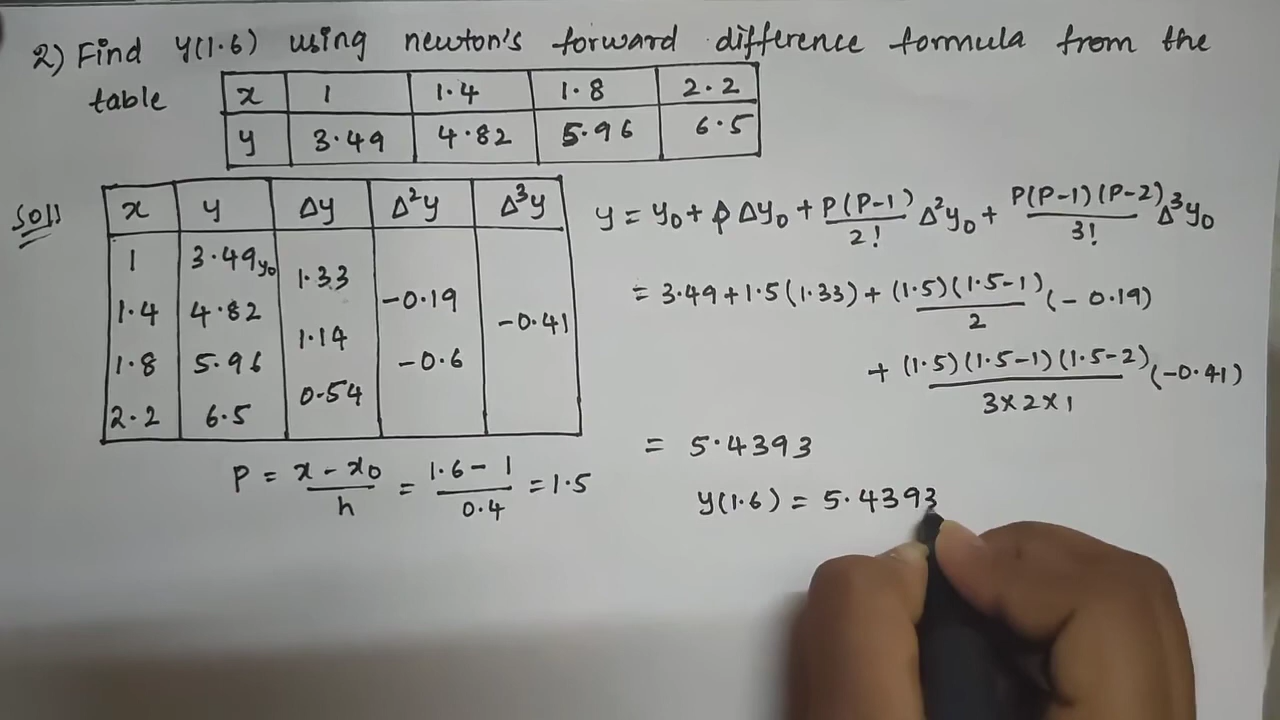 2) Find y(1.6) using newton's forward difference formula from the
table
x 1 1.4 1.8 2.2
y 3.49 4.82 5.96 6.5
Soln
x y Δy Δ²y Δ³y
1 3.49 y₀
1.33
1.4 4.82 -0.19
1.14 -0.41
1.8 5.96 -0.6
0.54
2.2 6.5
P = x - x₀ / h = 1.6 - 1 / 0.4 = 1.5
y = y₀ + p Δy₀ + P(P-1) / 2! Δ²y₀ + P(P-1)(P-2) / 3! Δ³y₀
= 3.49 + 1.5(1.33) + (1.5)(1.5-1) / 2 (-0.19)
+ (1.5)(1.5-1)(1.5-2) / 3×2×1 (-0.41)
= 5.4393
y(1.6) = 5.4393